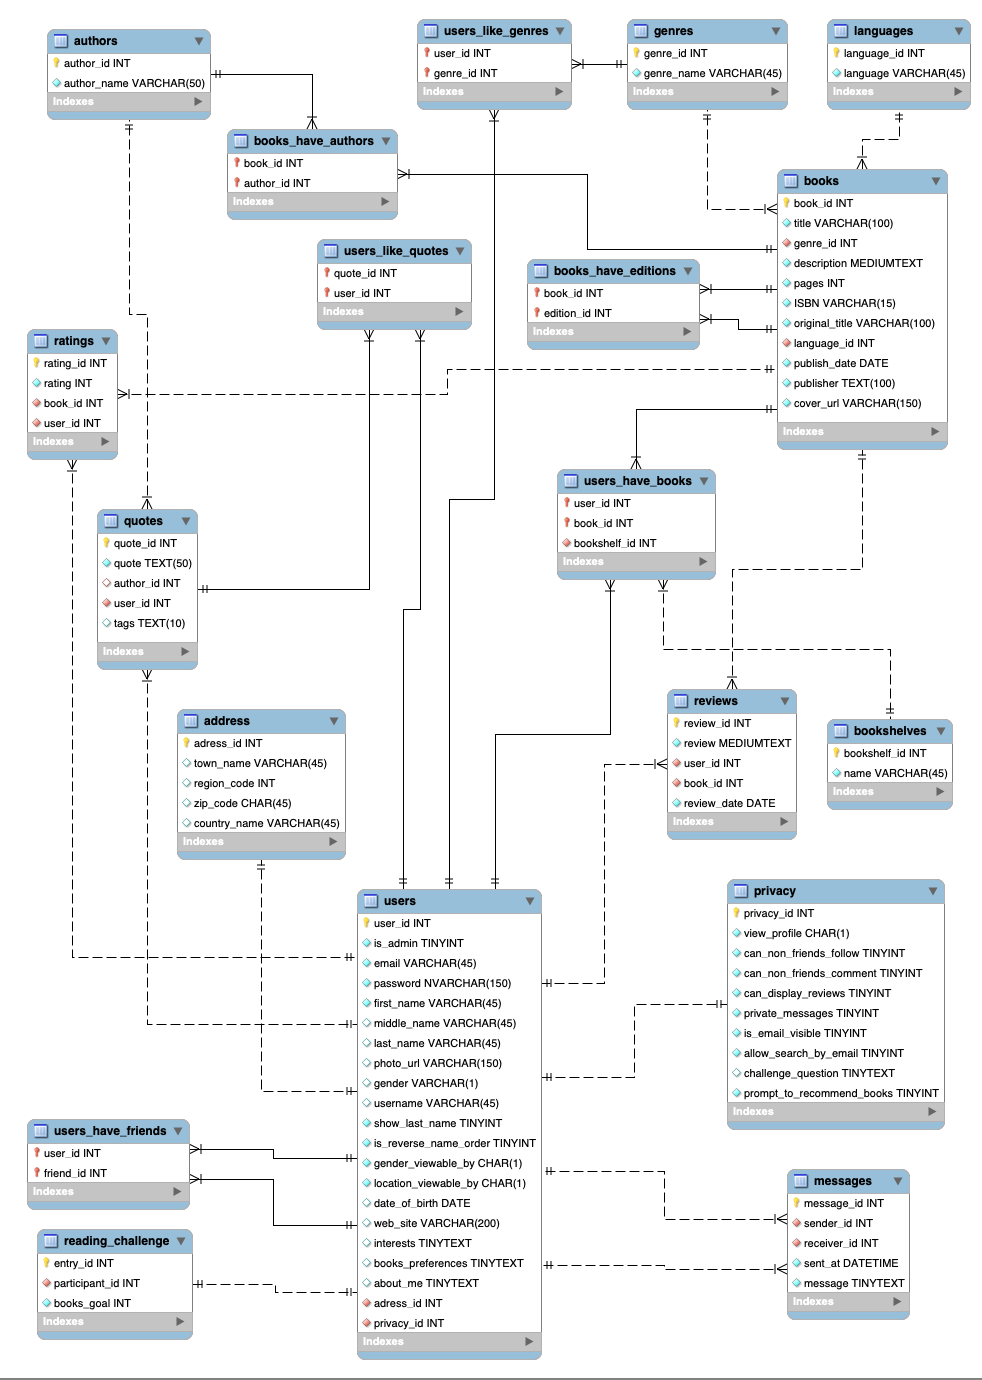 authors
author_id INT
author_name VARCHAR(50)
Indexes
users_like_genres
user_id INT
genre_id INT
Indexes
genres
genre_id INT
genre_name VARCHAR(45)
Indexes
languages
language_id INT
language VARCHAR(45)
Indexes
books_have_authors
book_id INT
author_id INT
Indexes
books
book_id INT
title VARCHAR(100)
genre_id INT
description MEDIUMTEXT
pages INT
ISBN VARCHAR(15)
original_title VARCHAR(100)
language_id INT
publish_date DATE
publisher TEXT(100)
cover_url VARCHAR(150)
Indexes
users_like_quotes
quote_id INT
user_id INT
Indexes
books_have_editions
book_id INT
edition_id INT
Indexes
ratings
rating_id INT
rating INT
book_id INT
user_id INT
Indexes
users_have_books
user_id INT
book_id INT
bookshelf_id INT
Indexes
quotes
quote_id INT
quote TEXT(50)
author_id INT
user_id INT
tags TEXT(10)
Indexes
reviews
review_id INT
review MEDIUMTEXT
user_id INT
book_id INT
review_date DATE
Indexes
bookshelves
bookshelf_id INT
name VARCHAR(45)
Indexes
address
adress_id INT
town_name VARCHAR(45)
region_code INT
zip_code CHAR(45)
country_name VARCHAR(45)
Indexes
users
user_id INT
is_admin TINYINT
email VARCHAR(45)
password NVARCHAR(150)
first_name VARCHAR(45)
middle_name VARCHAR(45)
last_name VARCHAR(45)
photo_url VARCHAR(150)
gender VARCHAR(1)
username VARCHAR(45)
show_last_name TINYINT
is_reverse_name_order TINYINT
gender_viewable_by CHAR(1)
location_viewable_by CHAR(1)
date_of_birth DATE
web_site VARCHAR(200)
interests TINYTEXT
books_preferences TINYTEXT
about_me TINYTEXT
adress_id INT
privacy_id INT
Indexes
privacy
privacy_id INT
view_profile CHAR(1)
can_non_friends_follow TINYINT
can_non_friends_comment TINYINT
can_display_reviews TINYINT
private_messages TINYINT
is_email_visible TINYINT
allow_search_by_email TINYINT
challenge_question TINYTEXT
prompt_to_recommend_books TINYINT
Indexes
users_have_friends
user_id INT
friend_id INT
Indexes
messages
message_id INT
sender_id INT
receiver_id INT
sent_at DATETIME
message TINYTEXT
Indexes
reading_challenge
entry_id INT
participant_id INT
books_goal INT
Indexes